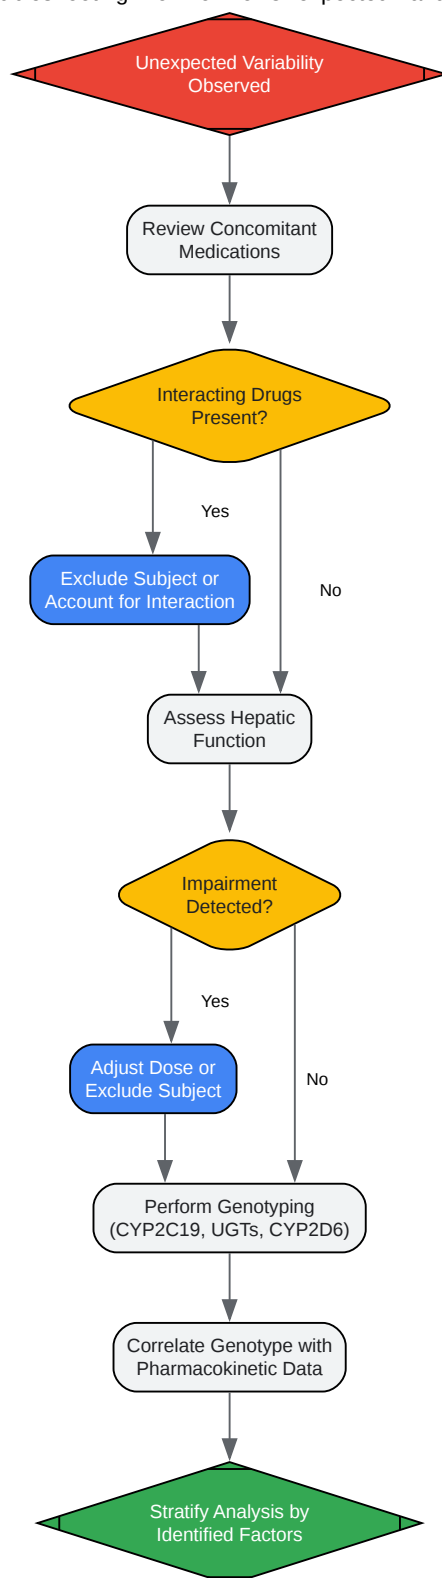 Unexpected Variability
Observed
Review Concomitant
Medications
Interacting Drugs
Present?
Yes
Exclude Subject or
Account for Interaction
No
Assess Hepatic
Function
Impairment
Detected?
Yes
Adjust Dose or
Exclude Subject
No
Perform Genotyping
(CYP2C19, UGTs, CYP2D6)
Correlate Genotype with
Pharmacokinetic Data
Stratify Analysis by
Identified Factors